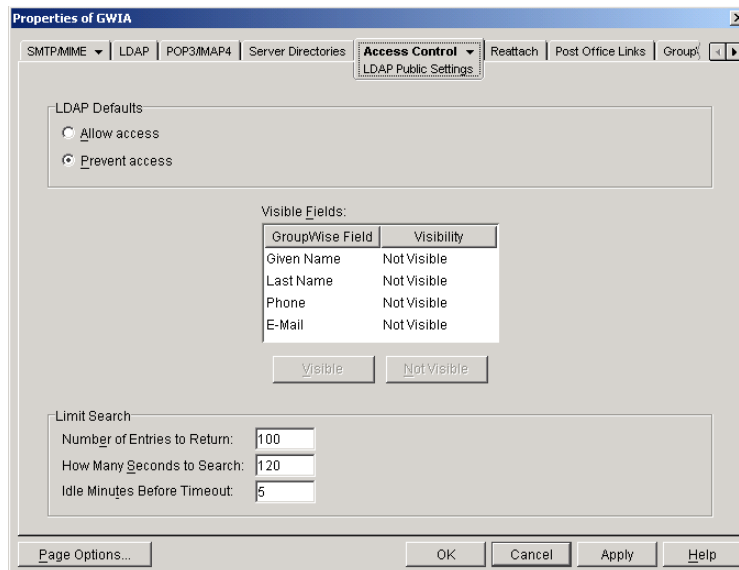 Properties of GWIA
SMTP/MIME LDAP POP3/IMAP4 Server Directories Access Control Reattach Post Office Links
LDAP Public Settings
LDAP Defaults
Allow access
Prevent access
Visible Fields:
GroupWise Field Visibility
Given Name Not Visible
Last Name Not Visible
Phone Not Visible
E-Mail Not Visible
Visible Not Visible
Limit Search
Number of Entries to Return: 100
How Many Seconds to Search: 120
Idle Minutes Before Timeout: 5
Page Options... OK Cancel Apply Help